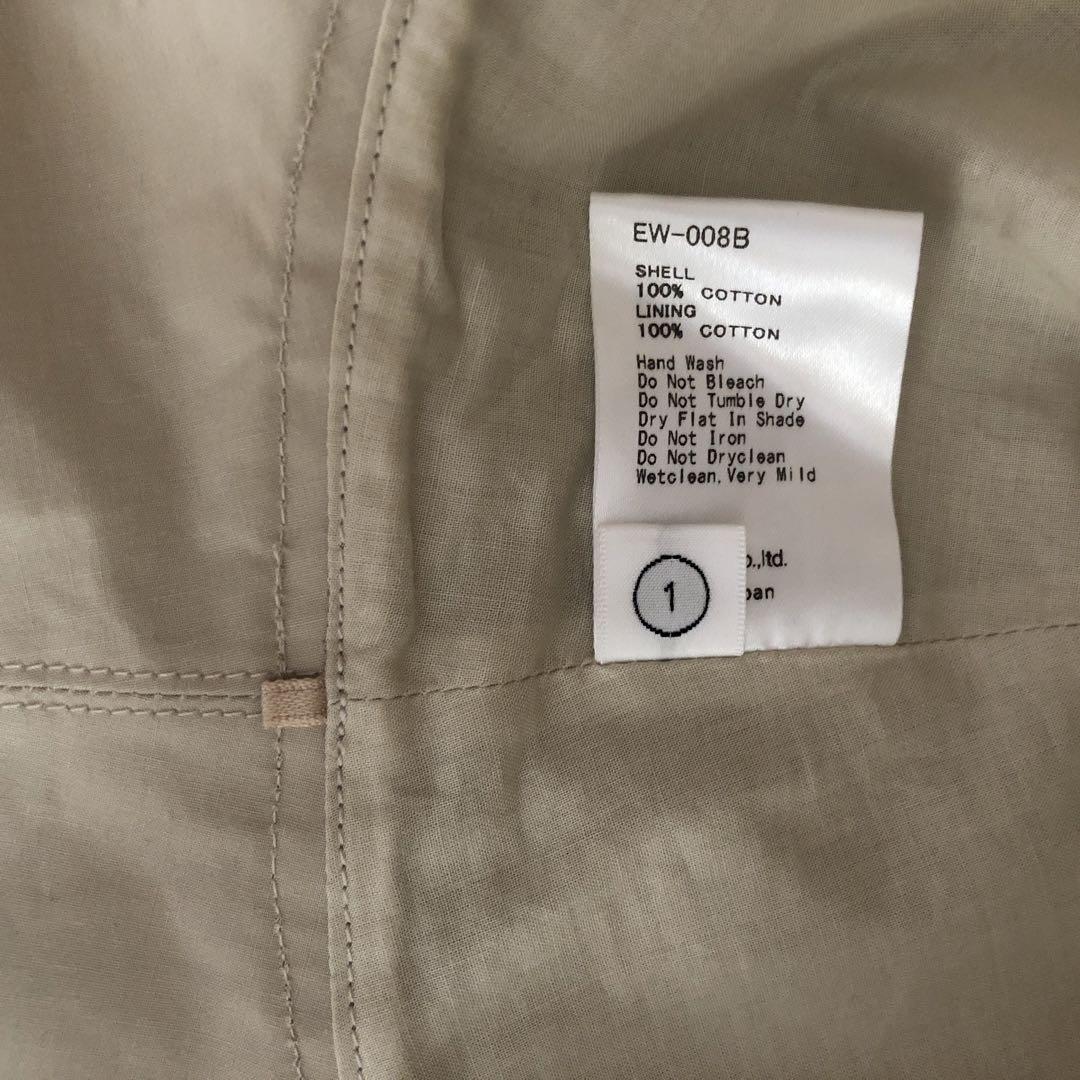 EW-008B
SHELL
100% COTTON
LINING
100% COTTON
Hand Wash
Do Not Bleach
Do Not Tumble Dry
Dry Flat In Shade
Do Not Iron
Do Not Dryclean
Wetclean,Very Mild
.,ltd.
1